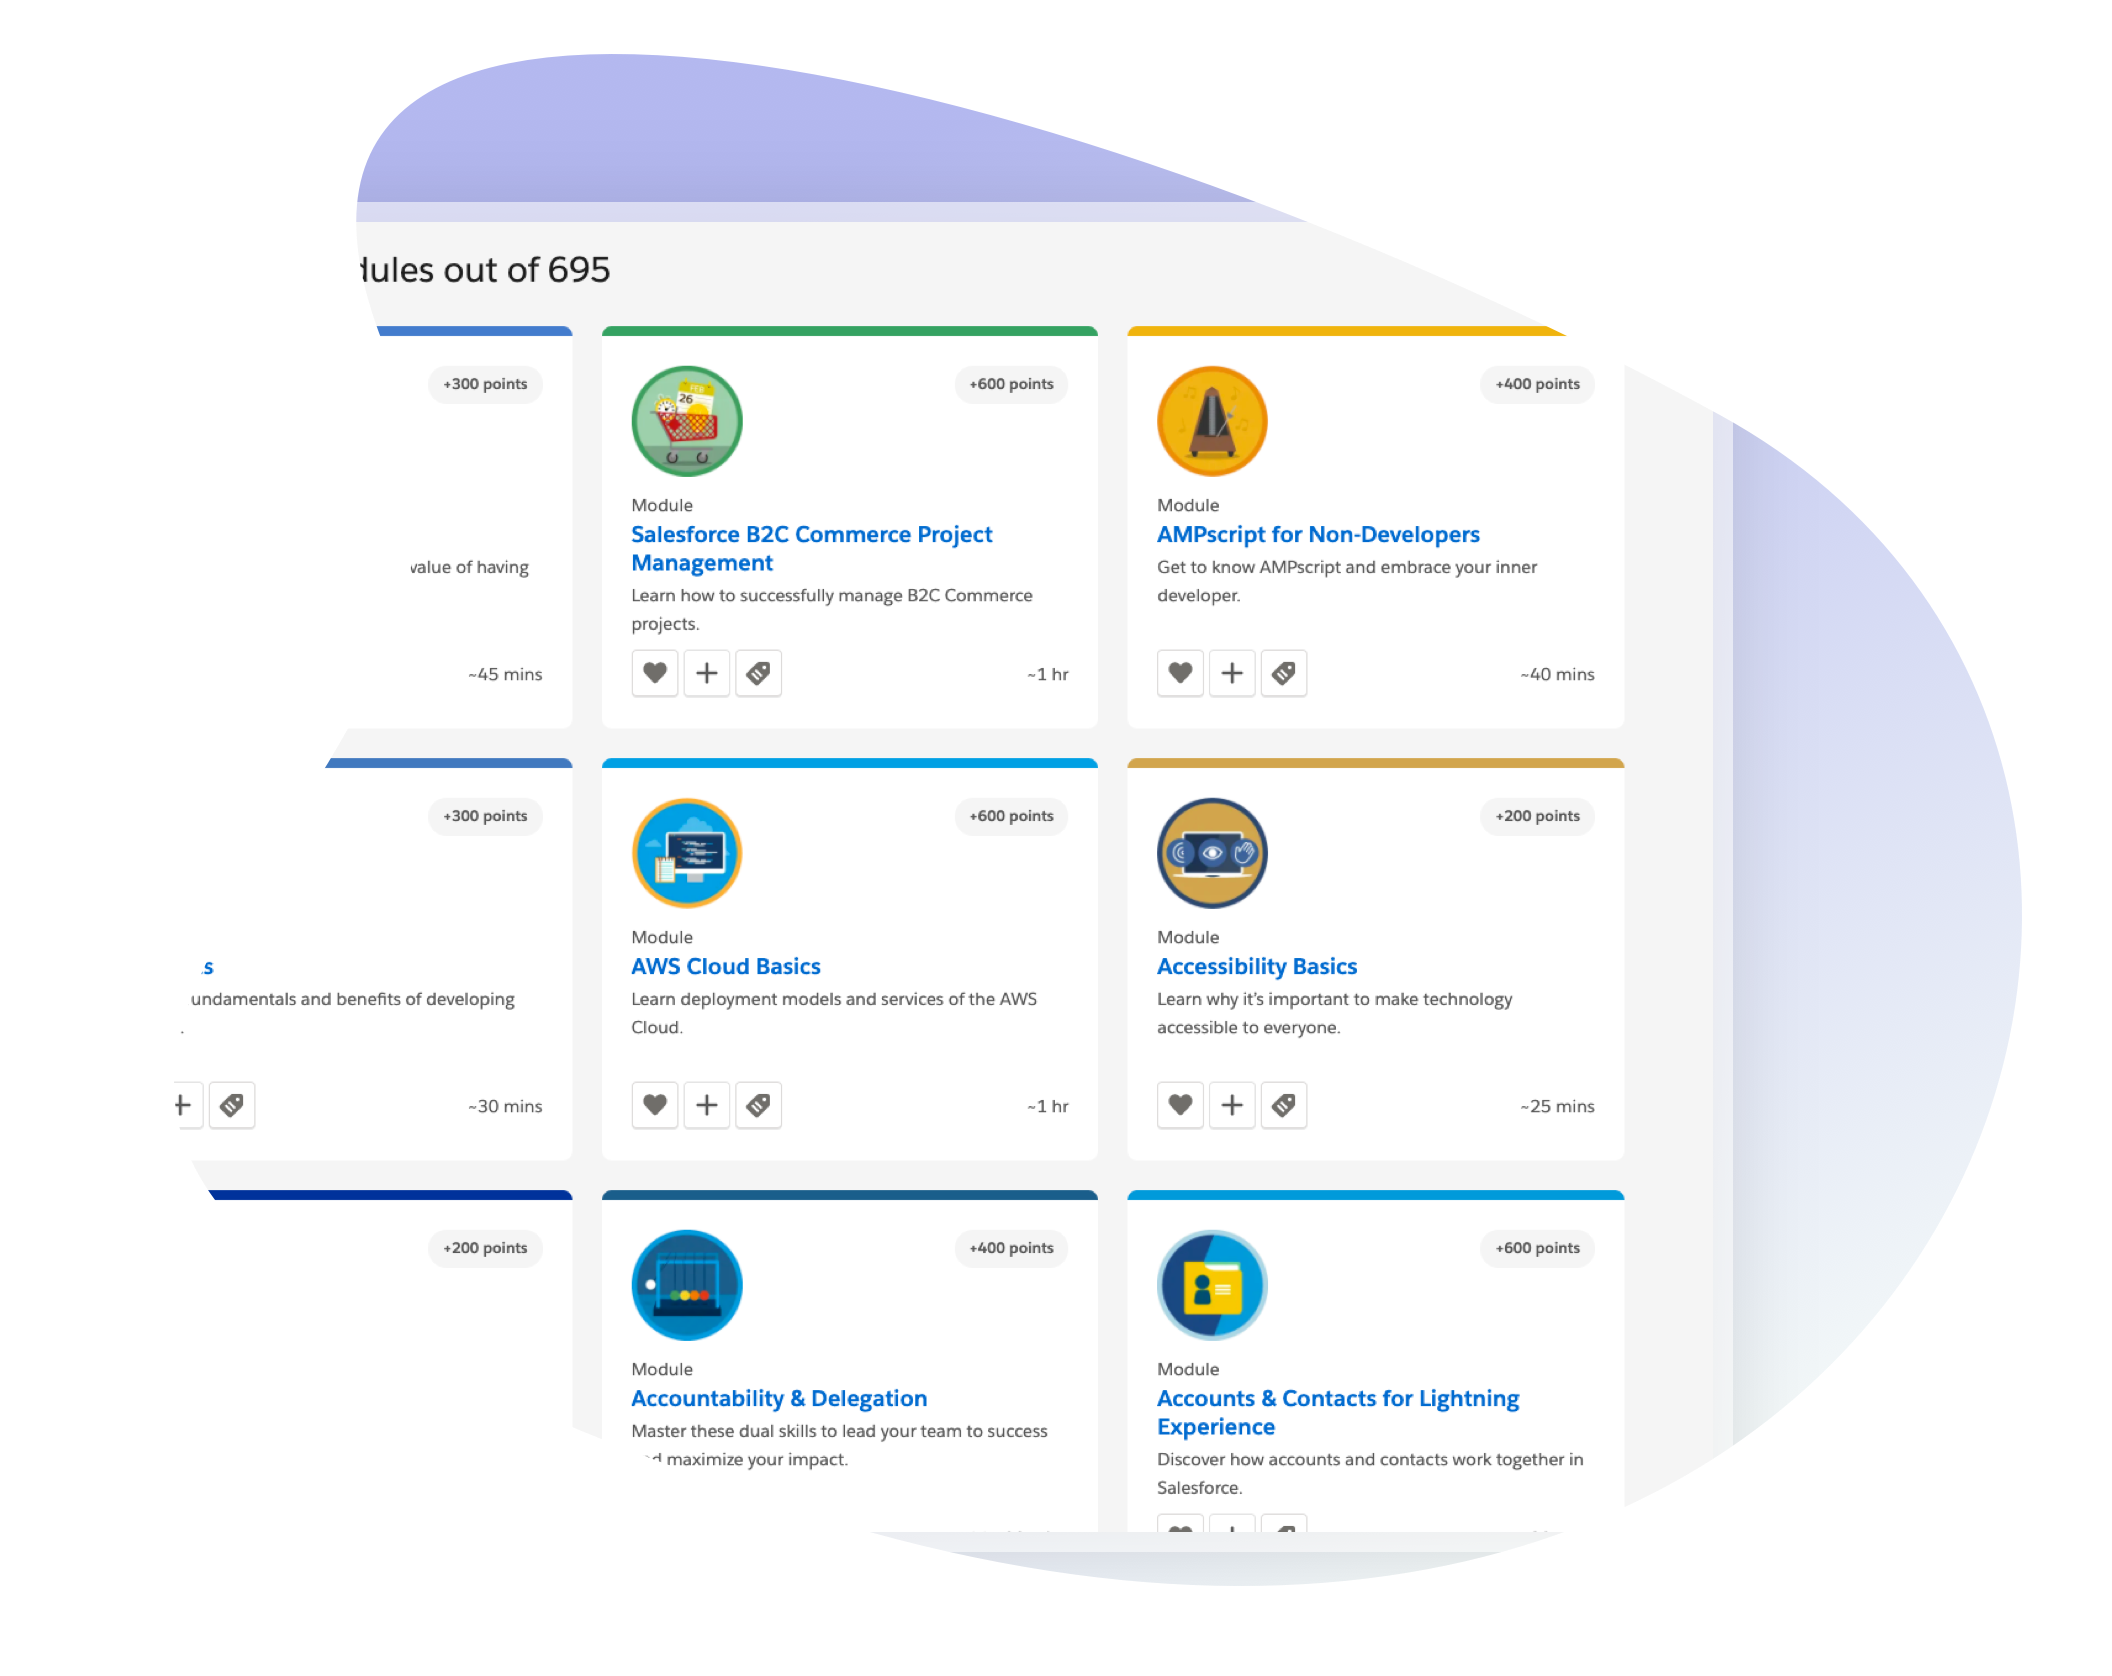 dules out of 695
+300 points
value of having
~45 mins
+600 points
FEB
26
Module
Salesforce B2C Commerce Project
Management
Learn how to successfully manage B2C Commerce
projects.
~1 hr
+400 points
Module
AMPscript for Non-Developers
Get to know AMPscript and embrace your inner
developer.
~40 mins
+300 points
s
undamentals and benefits of developing
.
~30 mins
+600 points
Module
AWS Cloud Basics
Learn deployment models and services of the AWS
Cloud.
~1 hr
+200 points
Module
Accessibility Basics
Learn why it's important to make technology
accessible to everyone.
~25 mins
+200 points
+400 points
Module
Accountability & Delegation
Master these dual skills to lead your team to success
maximize your impact.
+600 points
Module
Accounts & Contacts for Lightning
Experience
Discover how accounts and contacts work together in
Salesforce.